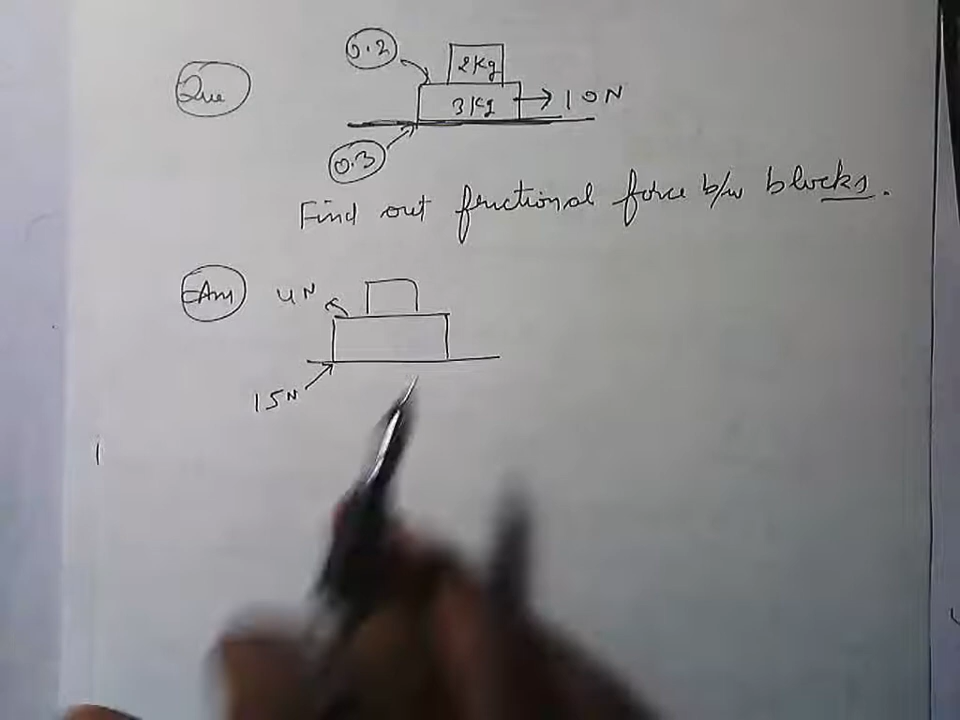 Que
0.2
2Kg
3Kg
10N
0.3
Find out frictional force b/w blocks.
Ans
4N
15N